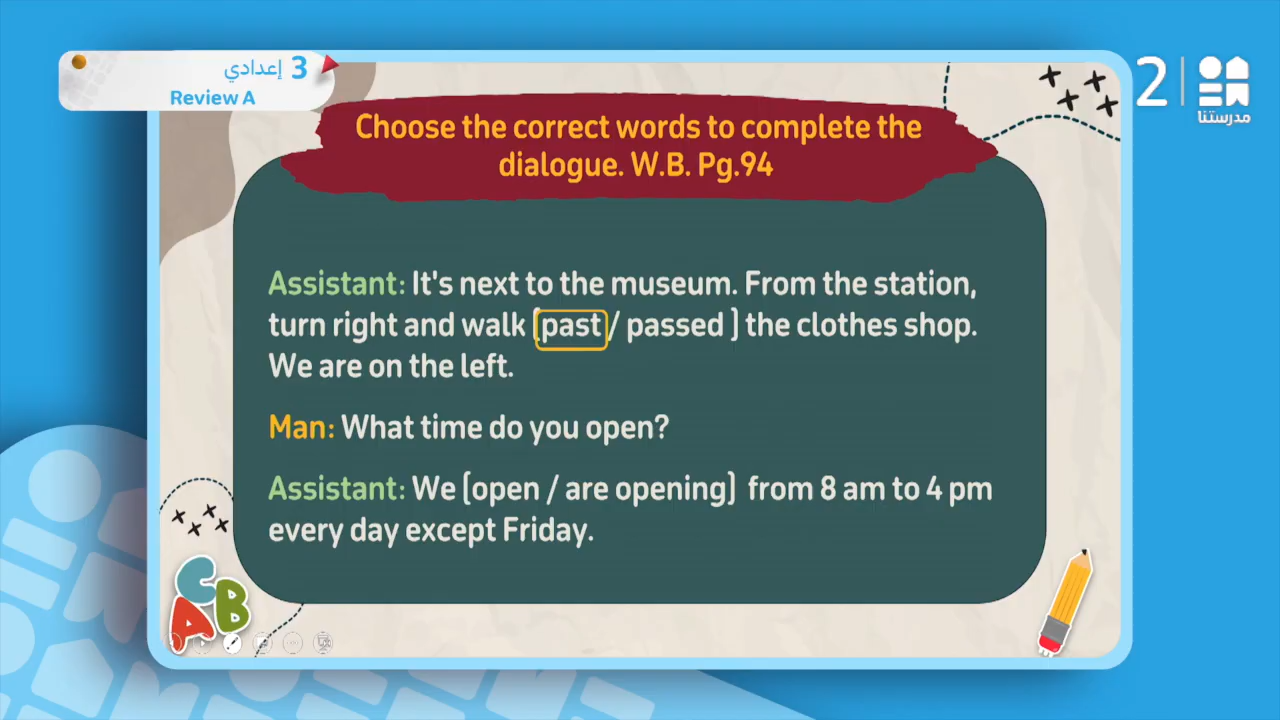 3 إعدادي
Review A
2
مدرستنا
Choose the correct words to complete the
dialogue. W.B. Pg.94
Assistant: It's next to the museum. From the station,
turn right and walk (past / passed ) the clothes shop.
We are on the left.
Man: What time do you open?
Assistant: We (open / are opening) from 8 am to 4 pm
every day except Friday.
C
A B